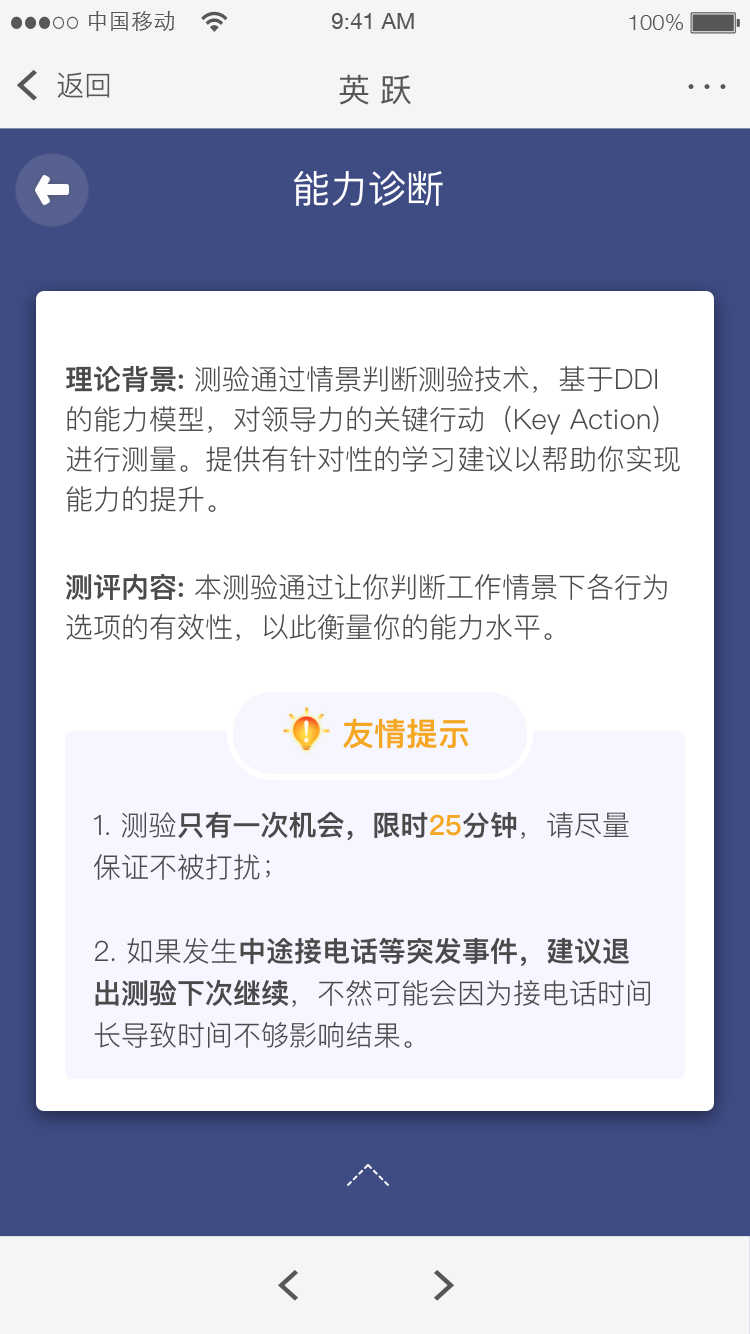 中国移动 9:41 AM 100%
返回 英 跃
能力诊断
理论背景: 测验通过情景判断测验技术，基于DDI
的能力模型，对领导力的关键行动（Key Action）
进行测量。提供有针对性的学习建议以帮助你实现
能力的提升。
测评内容: 本测验通过让你判断工作情景下各行为
选项的有效性，以此衡量你的能力水平。
友情提示
1. 测验只有一次机会，限时25分钟，请尽量
保证不被打扰；
2. 如果发生中途接电话等突发事件，建议退
出测验下次继续，不然可能会因为接电话时间
长导致时间不够影响结果。